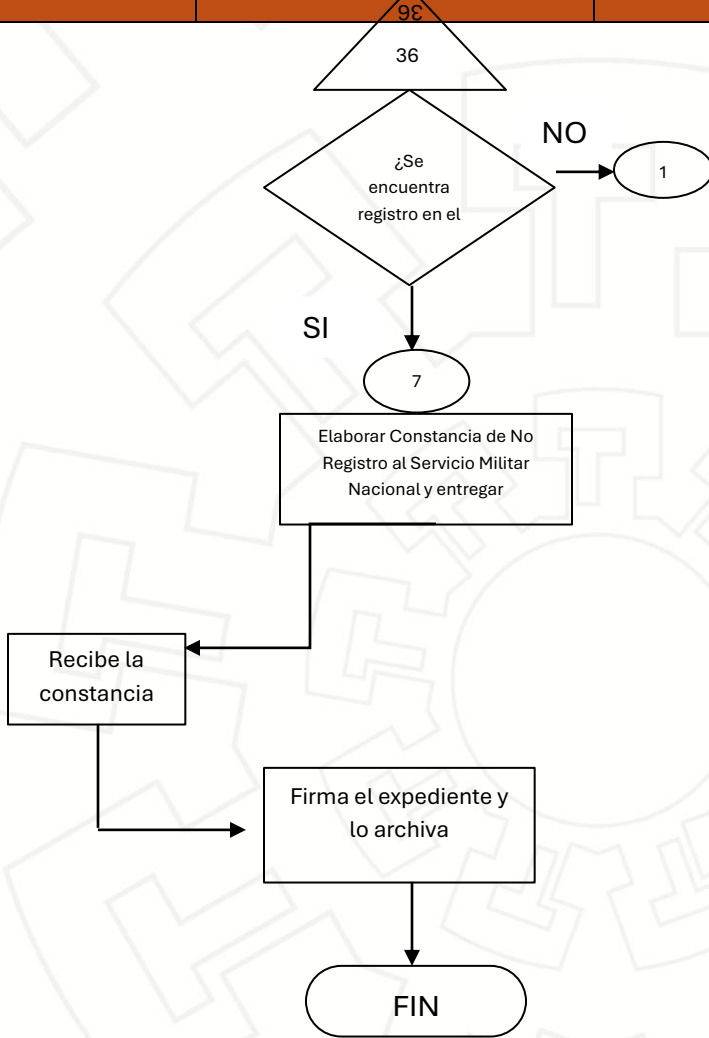 36
36
¿Se
encuentra
registro en el
NO
1
SI
7
Elaborar Constancia de No
Registro al Servicio Militar
Nacional y entregar
Recibe la
constancia
Firma el expediente y
lo archiva
FIN